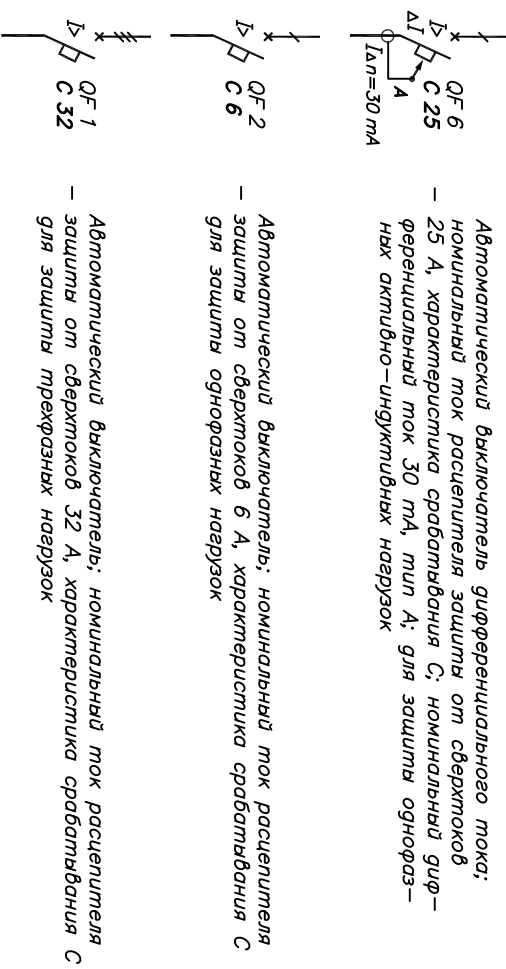 I>
ΔI
QF 6
C 25
A
IΔn=30 mA
Автоматический выключатель дифференциального тока;
номинальный ток расцепителя защиты от сверхтоков
– 25 А, характеристика срабатывания С; номинальный диф–
ференциальный ток 30 mA, тип А; для защиты однофаз–
ных активно–индуктивных нагрузок
I>
QF 2
C 6
Автоматический выключатель; номинальный ток расцепителя
– защиты от сверхтоков 6 А, характеристика срабатывания С
для защиты однофазных нагрузок
I>
QF 1
C 32
Автоматический выключатель; номинальный ток расцепителя
– защиты от сверхтоков 32 А, характеристика срабатывания С
для защиты трехфазных нагрузок